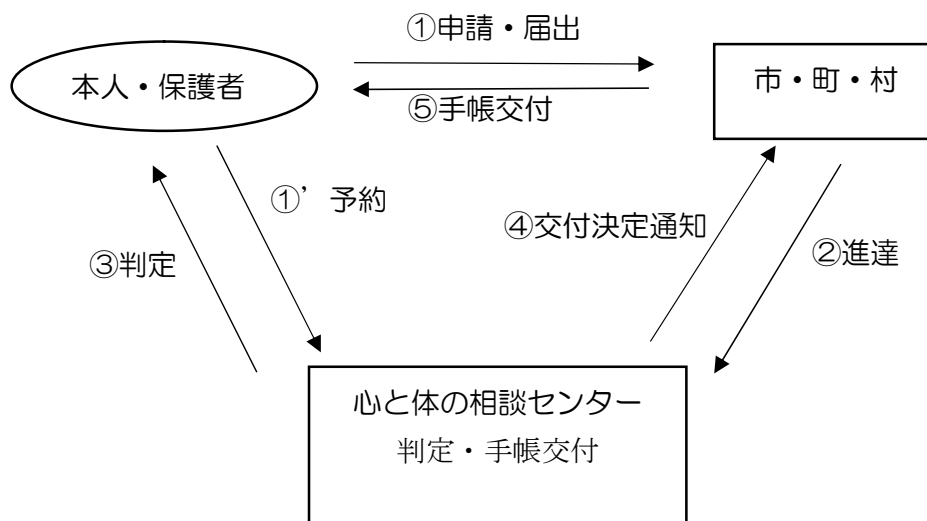 ①申請・届出
本人・保護者
市・町・村
⑤手帳交付
①’予約
④交付決定通知
③判定
②進達
心と体の相談センター
判定・手帳交付